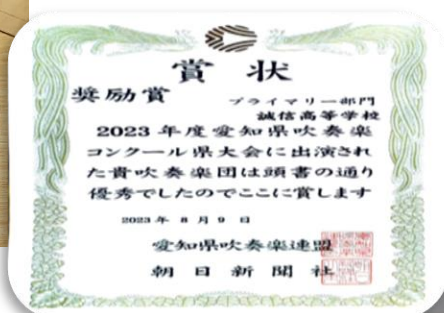 賞状
奨励賞
プライマリー部門
誠信高等学校
2023年度愛知県吹奏楽
コンクール県大会に出演され
た貴吹奏楽団は頭書の通り
優秀でしたのでここに賞します
2023年 8月 9日
愛知県吹奏楽連盟
朝日新聞社